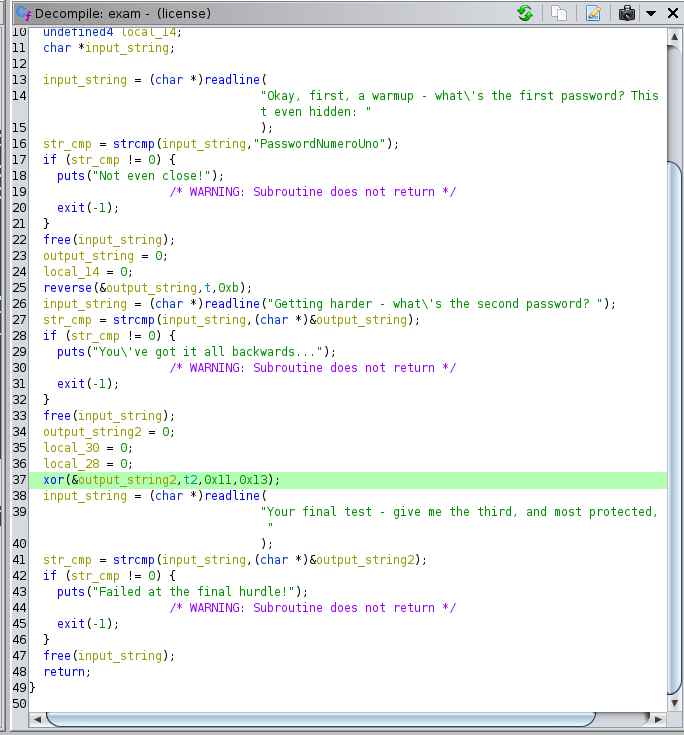 Decompile: exam - (license)
10 undefined4 local_14;
11 char *input_string;
12
13 input_string = (char *)readline(
14 "Okay, first, a warmup - what\'s the first password? This
t even hidden: "
15 );
16 str_cmp = strcmp(input_string,"PasswordNumeroUno");
17 if (str_cmp != 0) {
18 puts("Not even close!");
19 /* WARNING: Subroutine does not return */
20 exit(-1);
21 }
22 free(input_string);
23 output_string = 0;
24 local_14 = 0;
25 reverse(&output_string,t,0xb);
26 input_string = (char *)readline("Getting harder - what\'s the second password? ");
27 str_cmp = strcmp(input_string,(char *)&output_string);
28 if (str_cmp != 0) {
29 puts("You\'ve got it all backwards...");
30 /* WARNING: Subroutine does not return */
31 exit(-1);
32 }
33 free(input_string);
34 output_string2 = 0;
35 local_30 = 0;
36 local_28 = 0;
37 xor(&output_string2,t2,0x11,0x13);
38 input_string = (char *)readline(
39 "Your final test - give me the third, and most protected,
"
40 );
41 str_cmp = strcmp(input_string,(char *)&output_string2);
42 if (str_cmp != 0) {
43 puts("Failed at the final hurdle!");
44 /* WARNING: Subroutine does not return */
45 exit(-1);
46 }
47 free(input_string);
48 return;
49 }
50